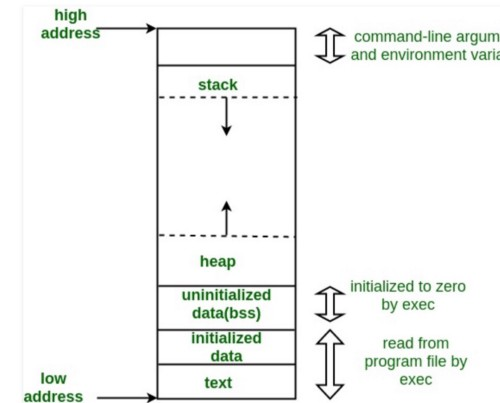 high
address
command-line argum
and environment varia
stack
heap
uninitialized
data(bss)
initialized to zero
by exec
initialized
data
read from
program file by
exec
text
low
address